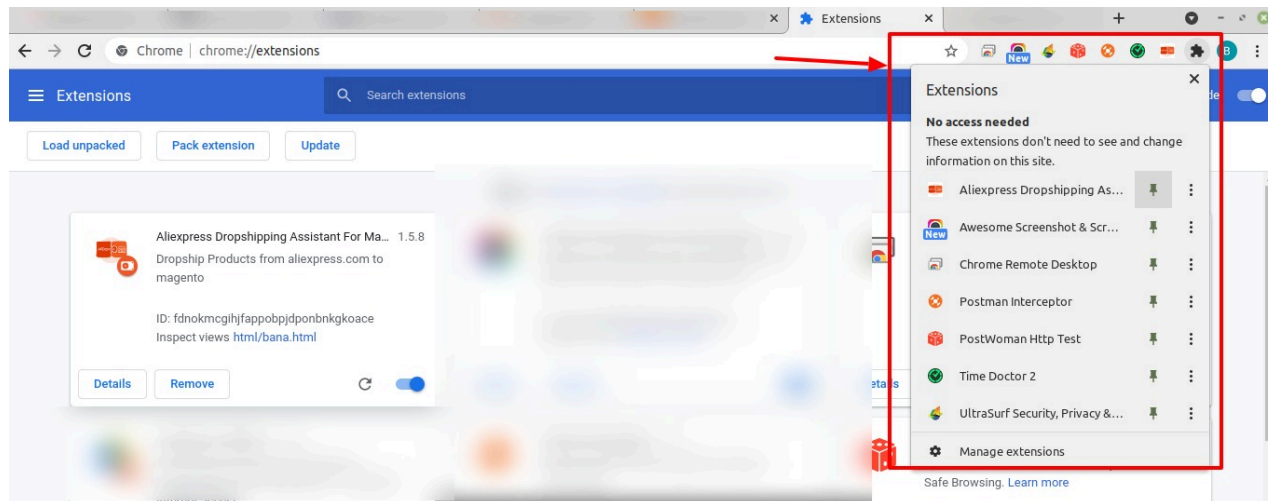 Extensions
Chrome | chrome://extensions
New
B
Extensions
Search extensions
Load unpacked
Pack extension
Update
Aliexpress Dropshipping Assistant For Ma... 1.5.8
Dropship Products from aliexpress.com to
magento
ID: fdnokmcgihjfappobpjdponbnkgkoace
Inspect views html/bana.html
Details
Remove
Extensions
No access needed
These extensions don't need to see and change
information on this site.
Aliexpress Dropshipping As...
New
Awesome Screenshot & Scr...
Chrome Remote Desktop
Postman Interceptor
PostWoman Http Test
Time Doctor 2
UltraSurf Security, Privacy &...
Manage extensions
Safe Browsing. Learn more